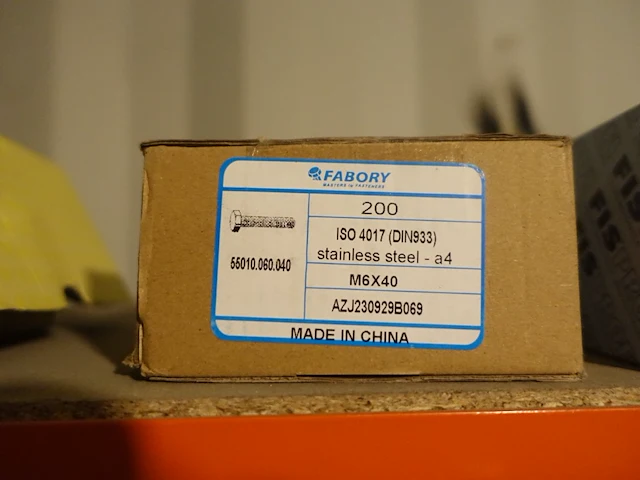 FABORY
MASTERS IN FASTENERS
200
ISO 4017 (DIN933)
stainless steel - a4
55010.060.040
M6X40
AZJ230929B069
MADE IN CHINA
FIS